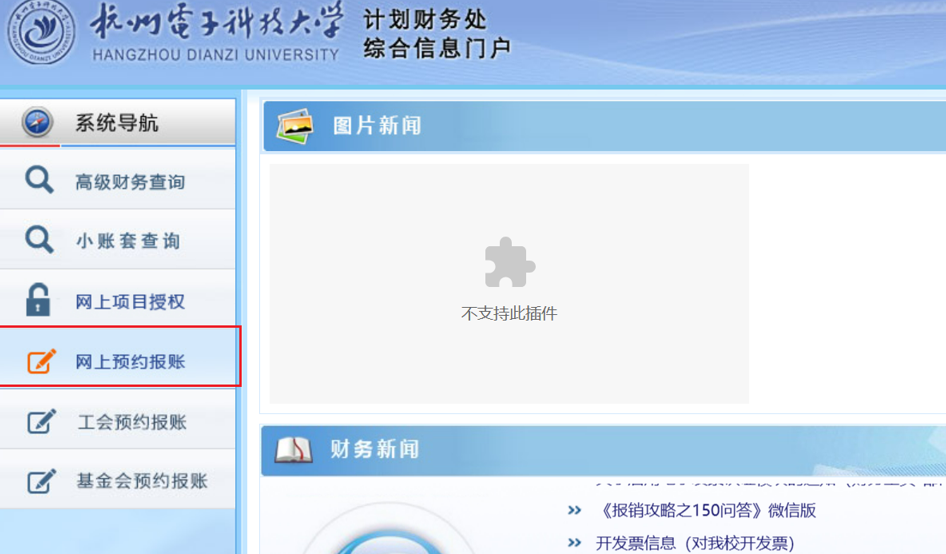 杭州電子科技大学
HANGZHOU DIANZI UNIVERSITY
计划财务处
综合信息门户
系统导航
高级财务查询
小账套查询
网上项目授权
网上预约报账
工会预约报账
基金会预约报账
图片新闻
不支持此插件
财务新闻
》《报销攻略之150问答》微信版
》开发票信息（对我校开发票）